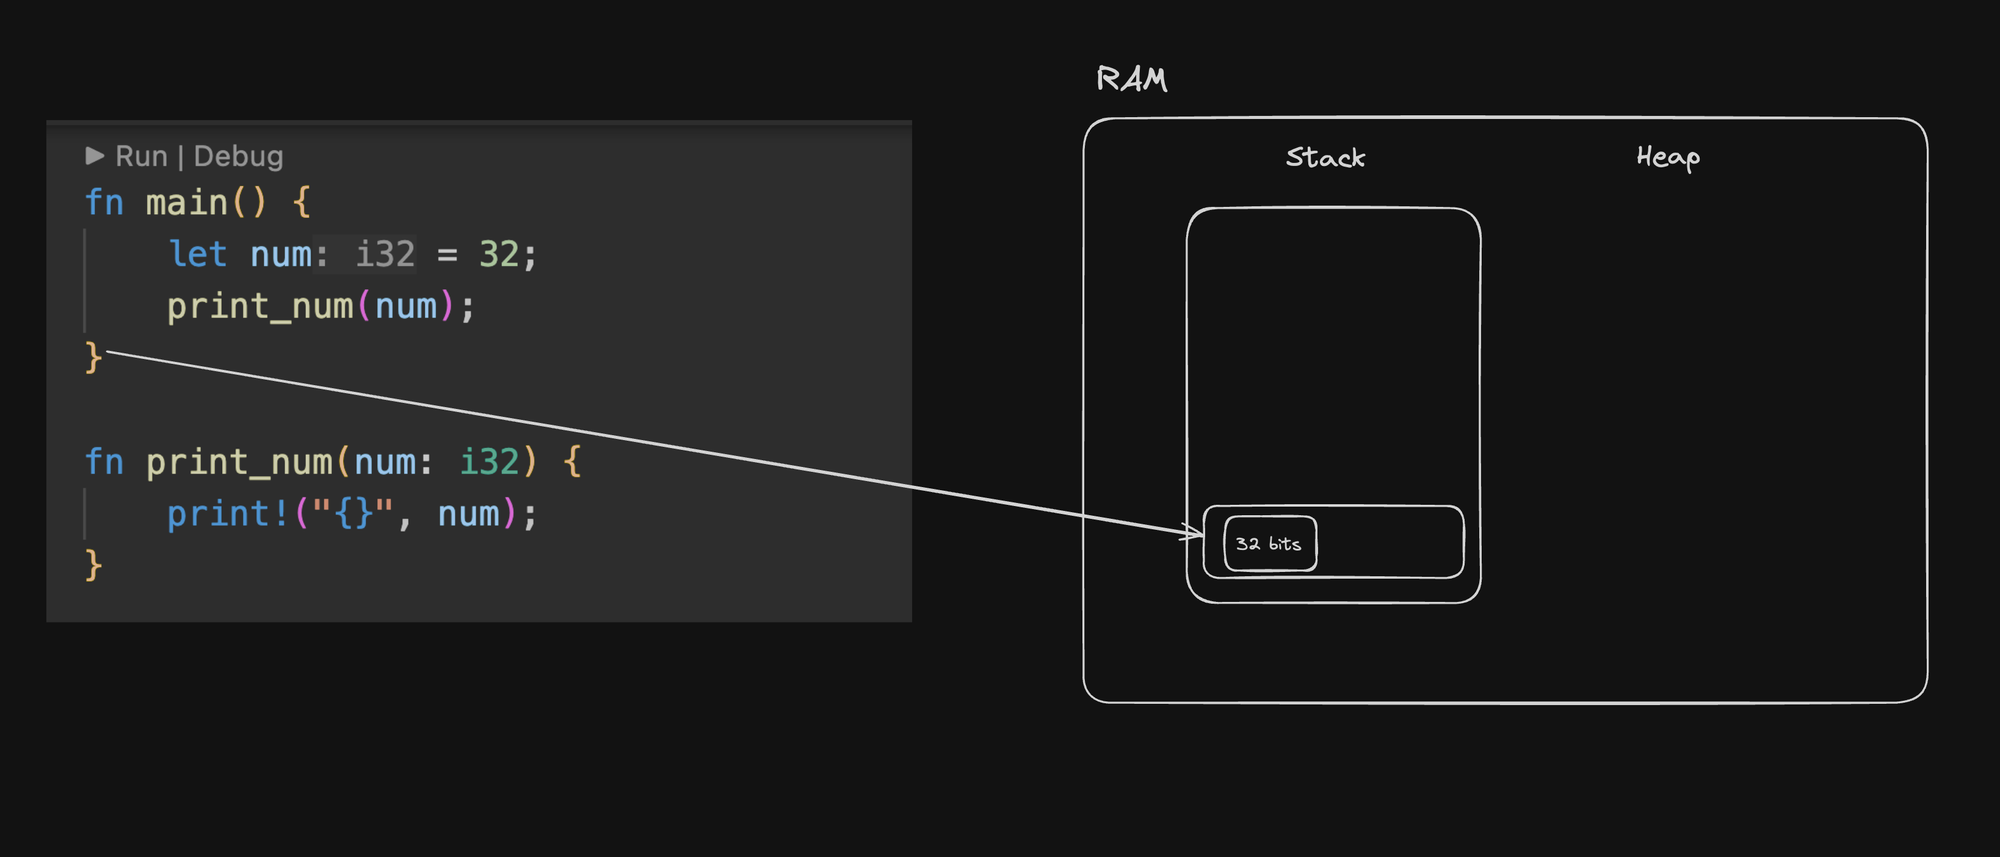 Run | Debug
fn main() {
    let num: i32 = 32;
    print_num(num);
}
fn print_num(num: i32) {
    print!("{}", num);
}
RAM
Stack
Heap
32 bits